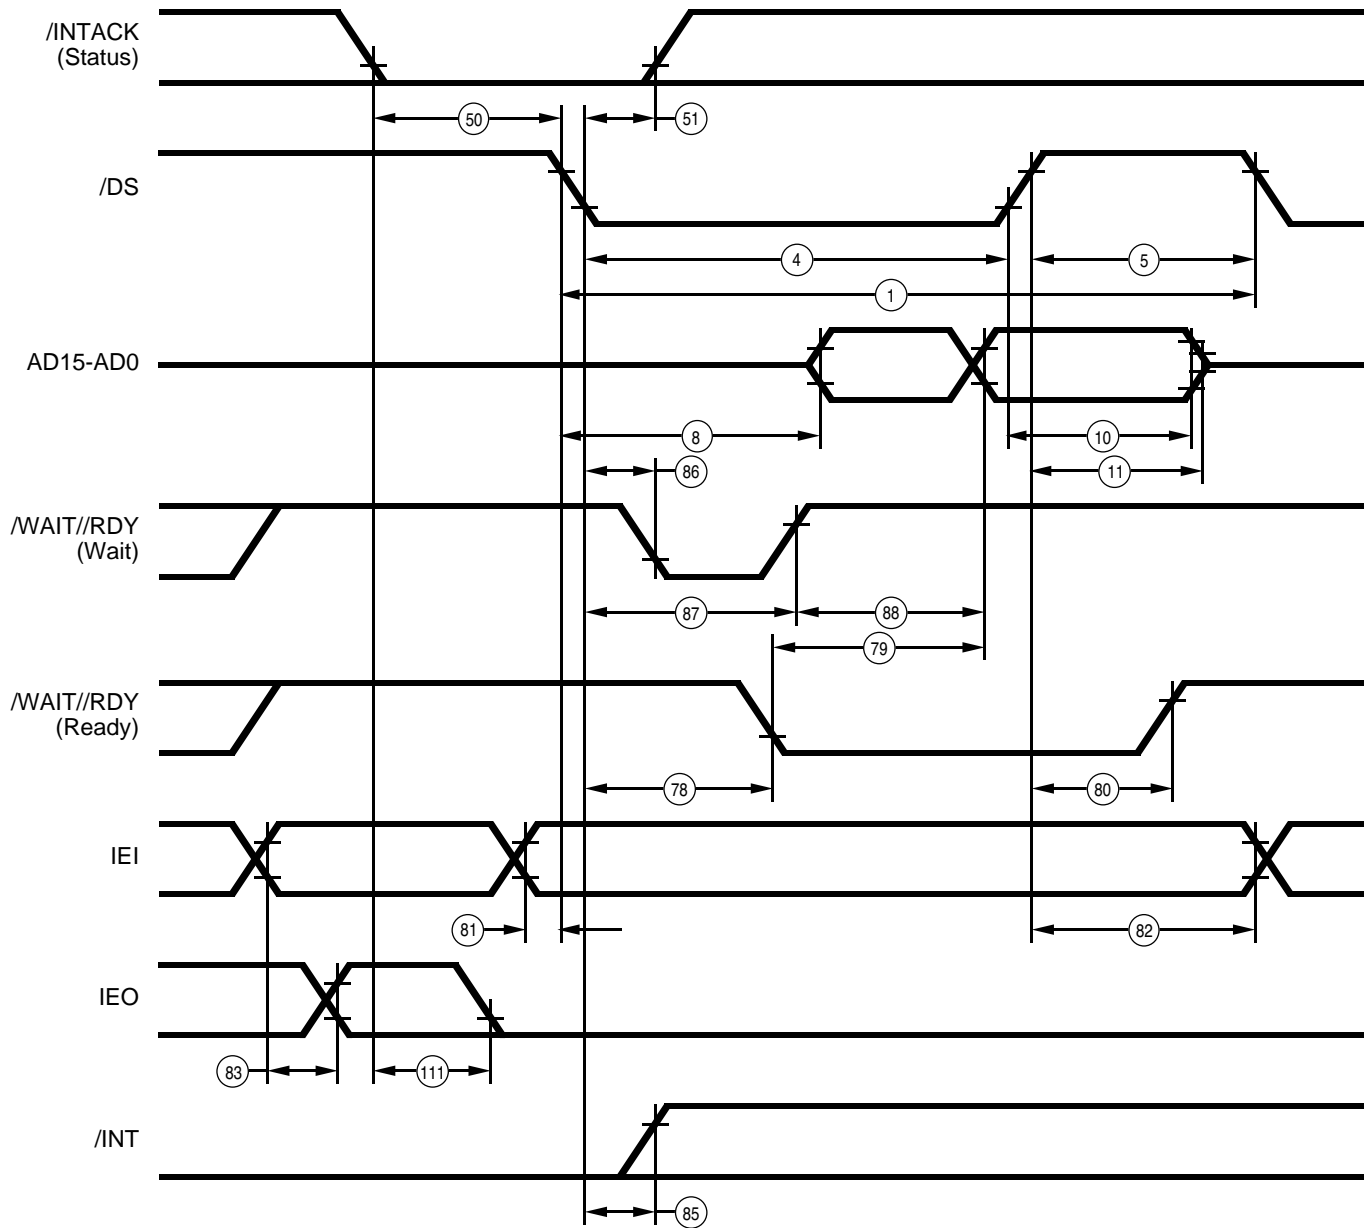 /INTACK
(Status)
50
51
/DS
4
5
1
AD15-AD0
8
10
86
11
/WAIT//RDY
(Wait)
87
88
79
/WAIT//RDY
(Ready)
78
80
IEI
81
82
IEO
83
111
/INT
85